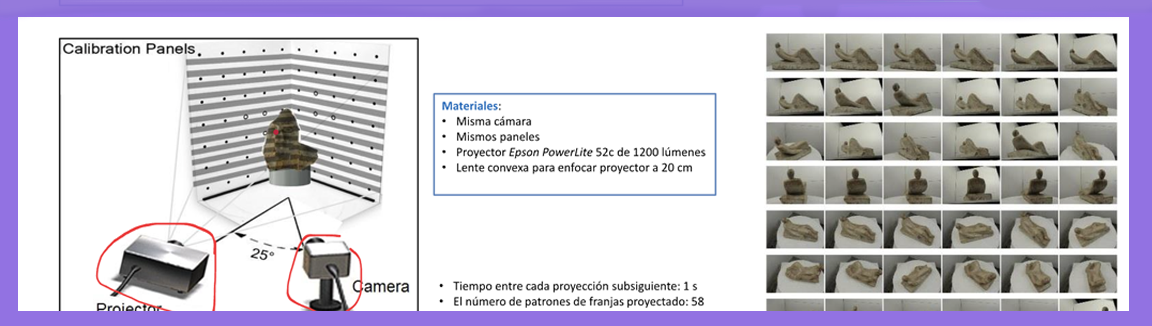 Calibration Panels
25°
Camera
Projector
Materiales:
• Misma cámara
• Mismos paneles
• Proyector Epson PowerLite 52c de 1200 lúmenes
• Lente convexa para enfocar proyector a 20 cm
• Tiempo entre cada proyección subsiguiente: 1 s
• El número de patrones de franjas proyectado: 58